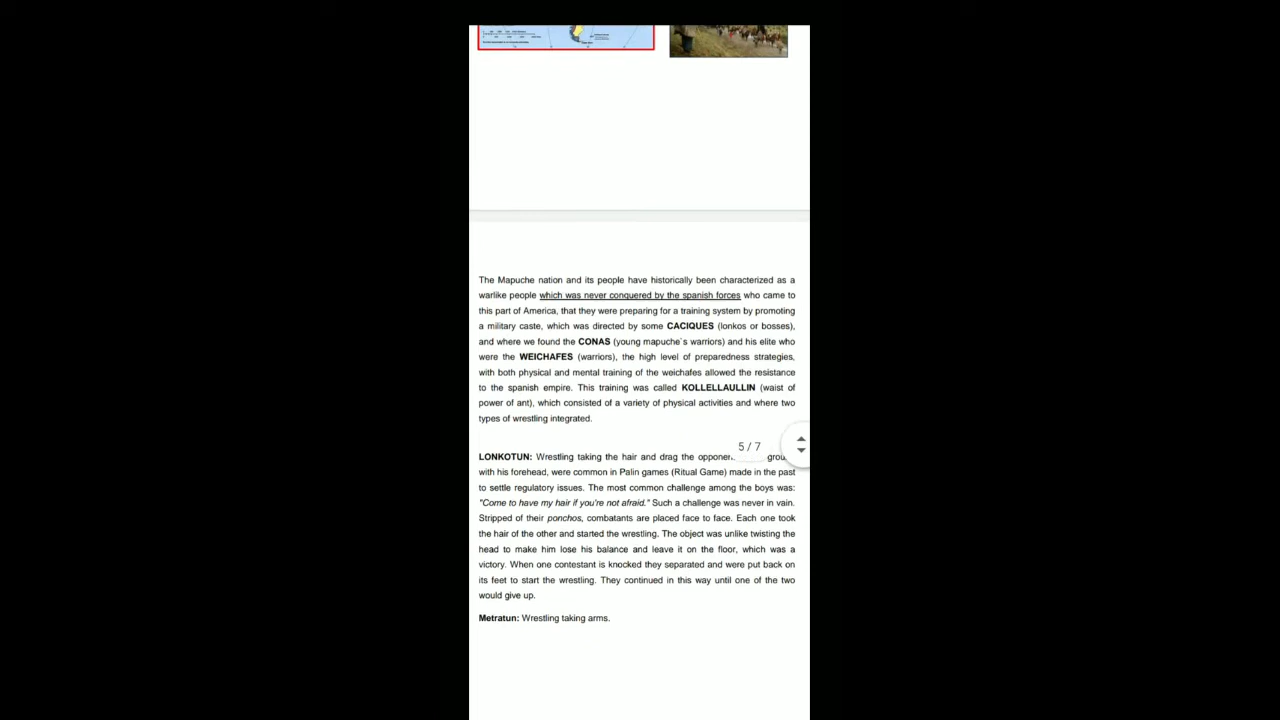 The Mapuche nation and its people have historically been characterized as a
warlike people which was never conquered by the spanish forces who came to
this part of America, that they were preparing for a training system by promoting
a military caste, which was directed by some CACIQUES (lonkos or bosses),
and where we found the CONAS (young mapuche`s warriors) and his elite who
were the WEICHAFES (warriors), the high level of preparedness strategies,
with both physical and mental training of the weichafes allowed the resistance
to the spanish empire. This training was called KOLLELLAULLIN (waist of
power of ant), which consisted of a variety of physical activities and where two
types of wrestling integrated.
5 / 7
LONKOTUN: Wrestling taking the hair and drag the
with his forehead, were common in Palin games (Ritual Game) made in the past
to settle regulatory issues. The most common challenge among the boys was:
"Come to have my hair if you're not afraid." Such a challenge was never in vain.
Stripped of their ponchos, combatants are placed face to face. Each one took
the hair of the other and started the wrestling. The object was unlike twisting the
head to make him lose his balance and leave it on the floor, which was a
victory. When one contestant is knocked they separated and were put back on
its feet to start the wrestling. They continued in this way until one of the two
would give up.
Metratun: Wrestling taking arms.